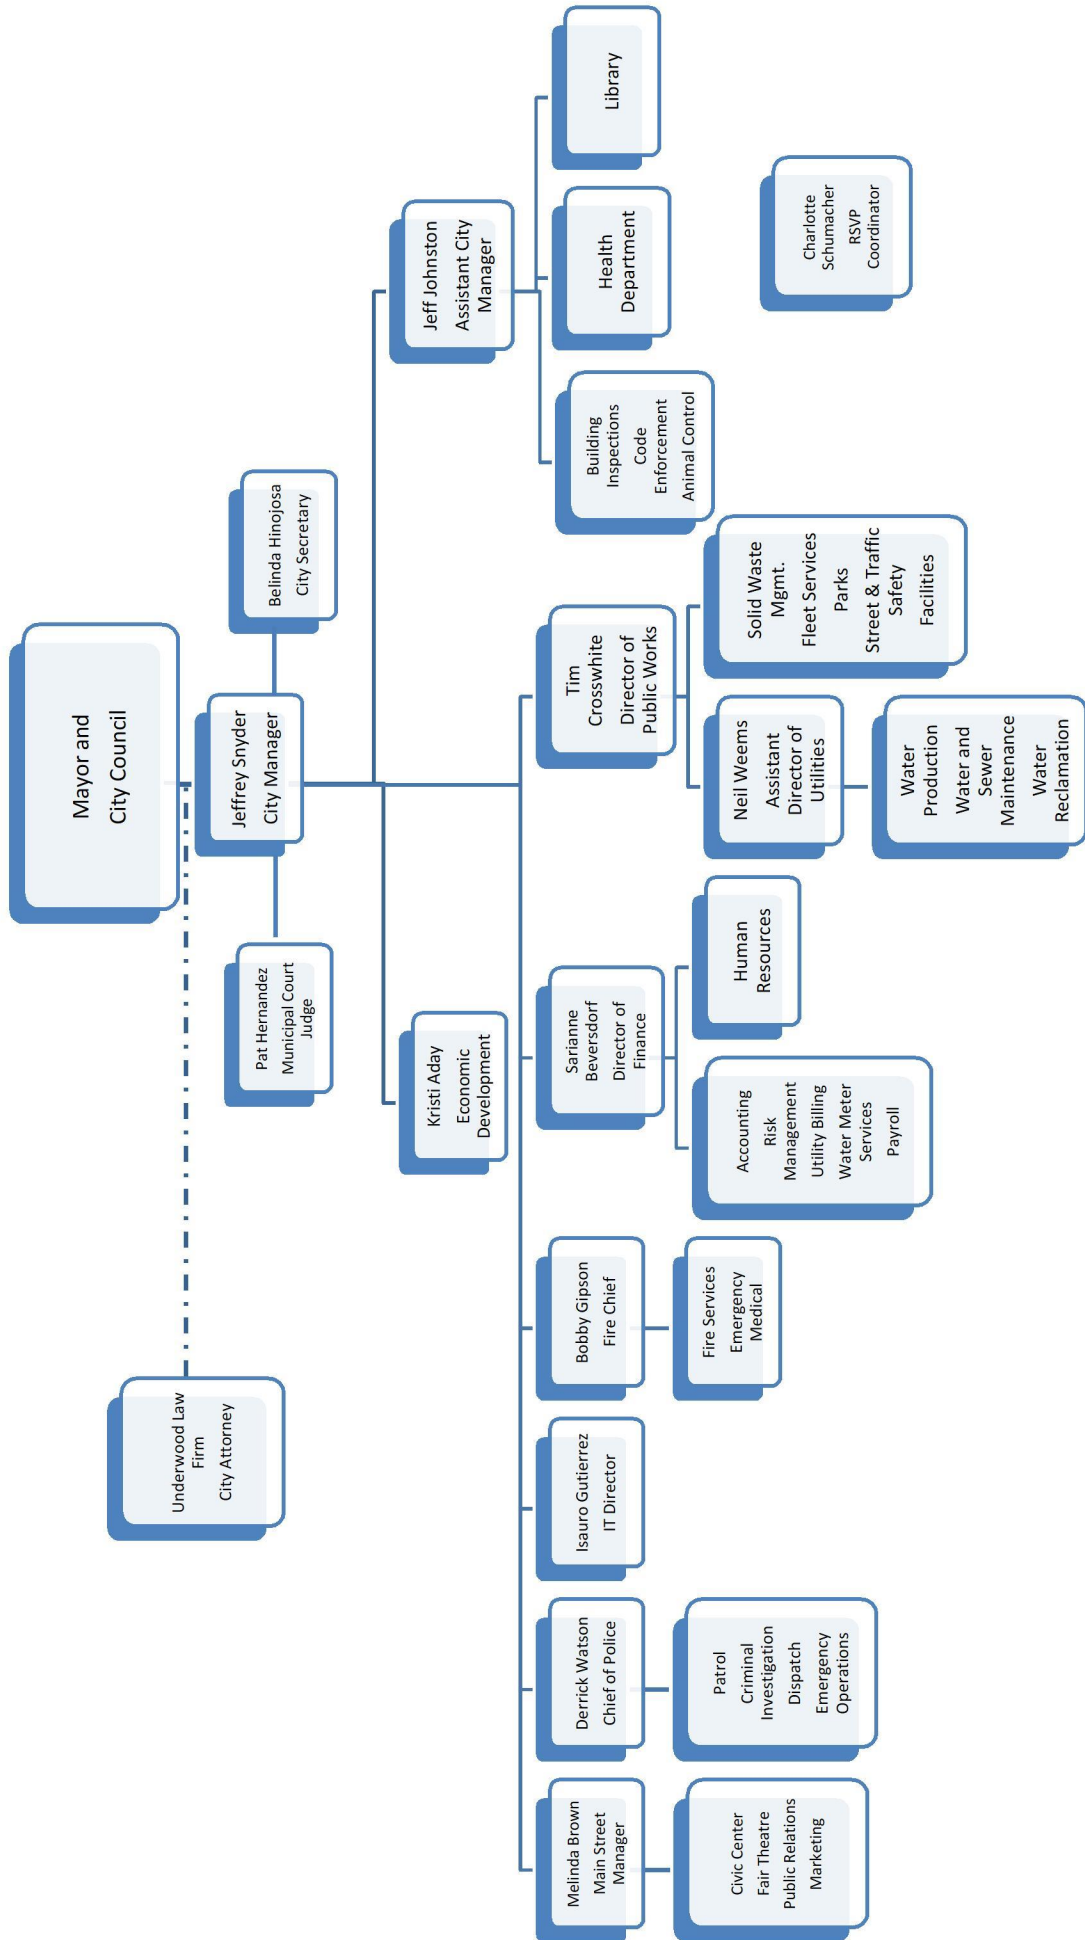 Mayor and
City Council
Underwood Law
Firm
City Attorney
Jeffrey Snyder
City Manager
Pat Hernandez
Municipal Court
Judge
Belinda Hinojosa
City Secretary
Kristi Aday
Economic
Development
Jeff Johnston
Assistant City
Manager
Melinda Brown
Main Street
Manager
Civic Center
Fair Theatre
Public Relations
Marketing
Derrick Watson
Chief of Police
Patrol
Criminal
Investigation
Dispatch
Emergency
Operations
Isauro Gutierrez
IT Director
Bobby Gipson
Fire Chief
Fire Services
Emergency
Medical
Sarianne
Beversdorf
Director of
Finance
Accounting
Risk
Management
Utility Billing
Water Meter
Services
Payroll
Human
Resources
Tim
Crosswhite
Director of
Public Works
Neil Weems
Assistant
Director of
Utilities
Water
Production
Water and
Sewer
Maintenance
Water
Reclamation
Solid Waste
Mgmt.
Fleet Services
Parks
Street & Traffic
Safety
Facilities
Building
Inspections
Code
Enforcement
Animal Control
Health
Department
Library
Charlotte
Schumacher
RSVP
Coordinator